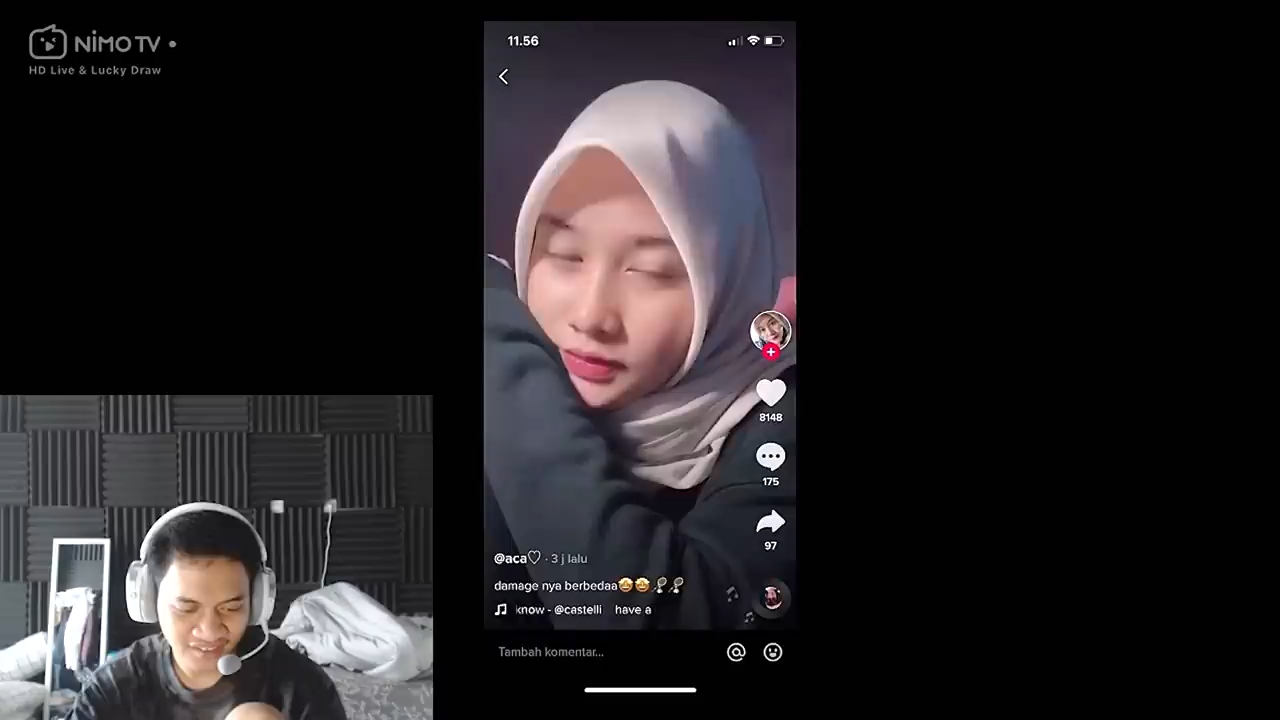 NIMO TV
HD Live & Lucky Draw
11.56
8148
175
97
@aca♡ · 3 j lalu
damage nya berbedaa🤩🤩🎾🎾
know - @castelli have a
Tambah komentar...